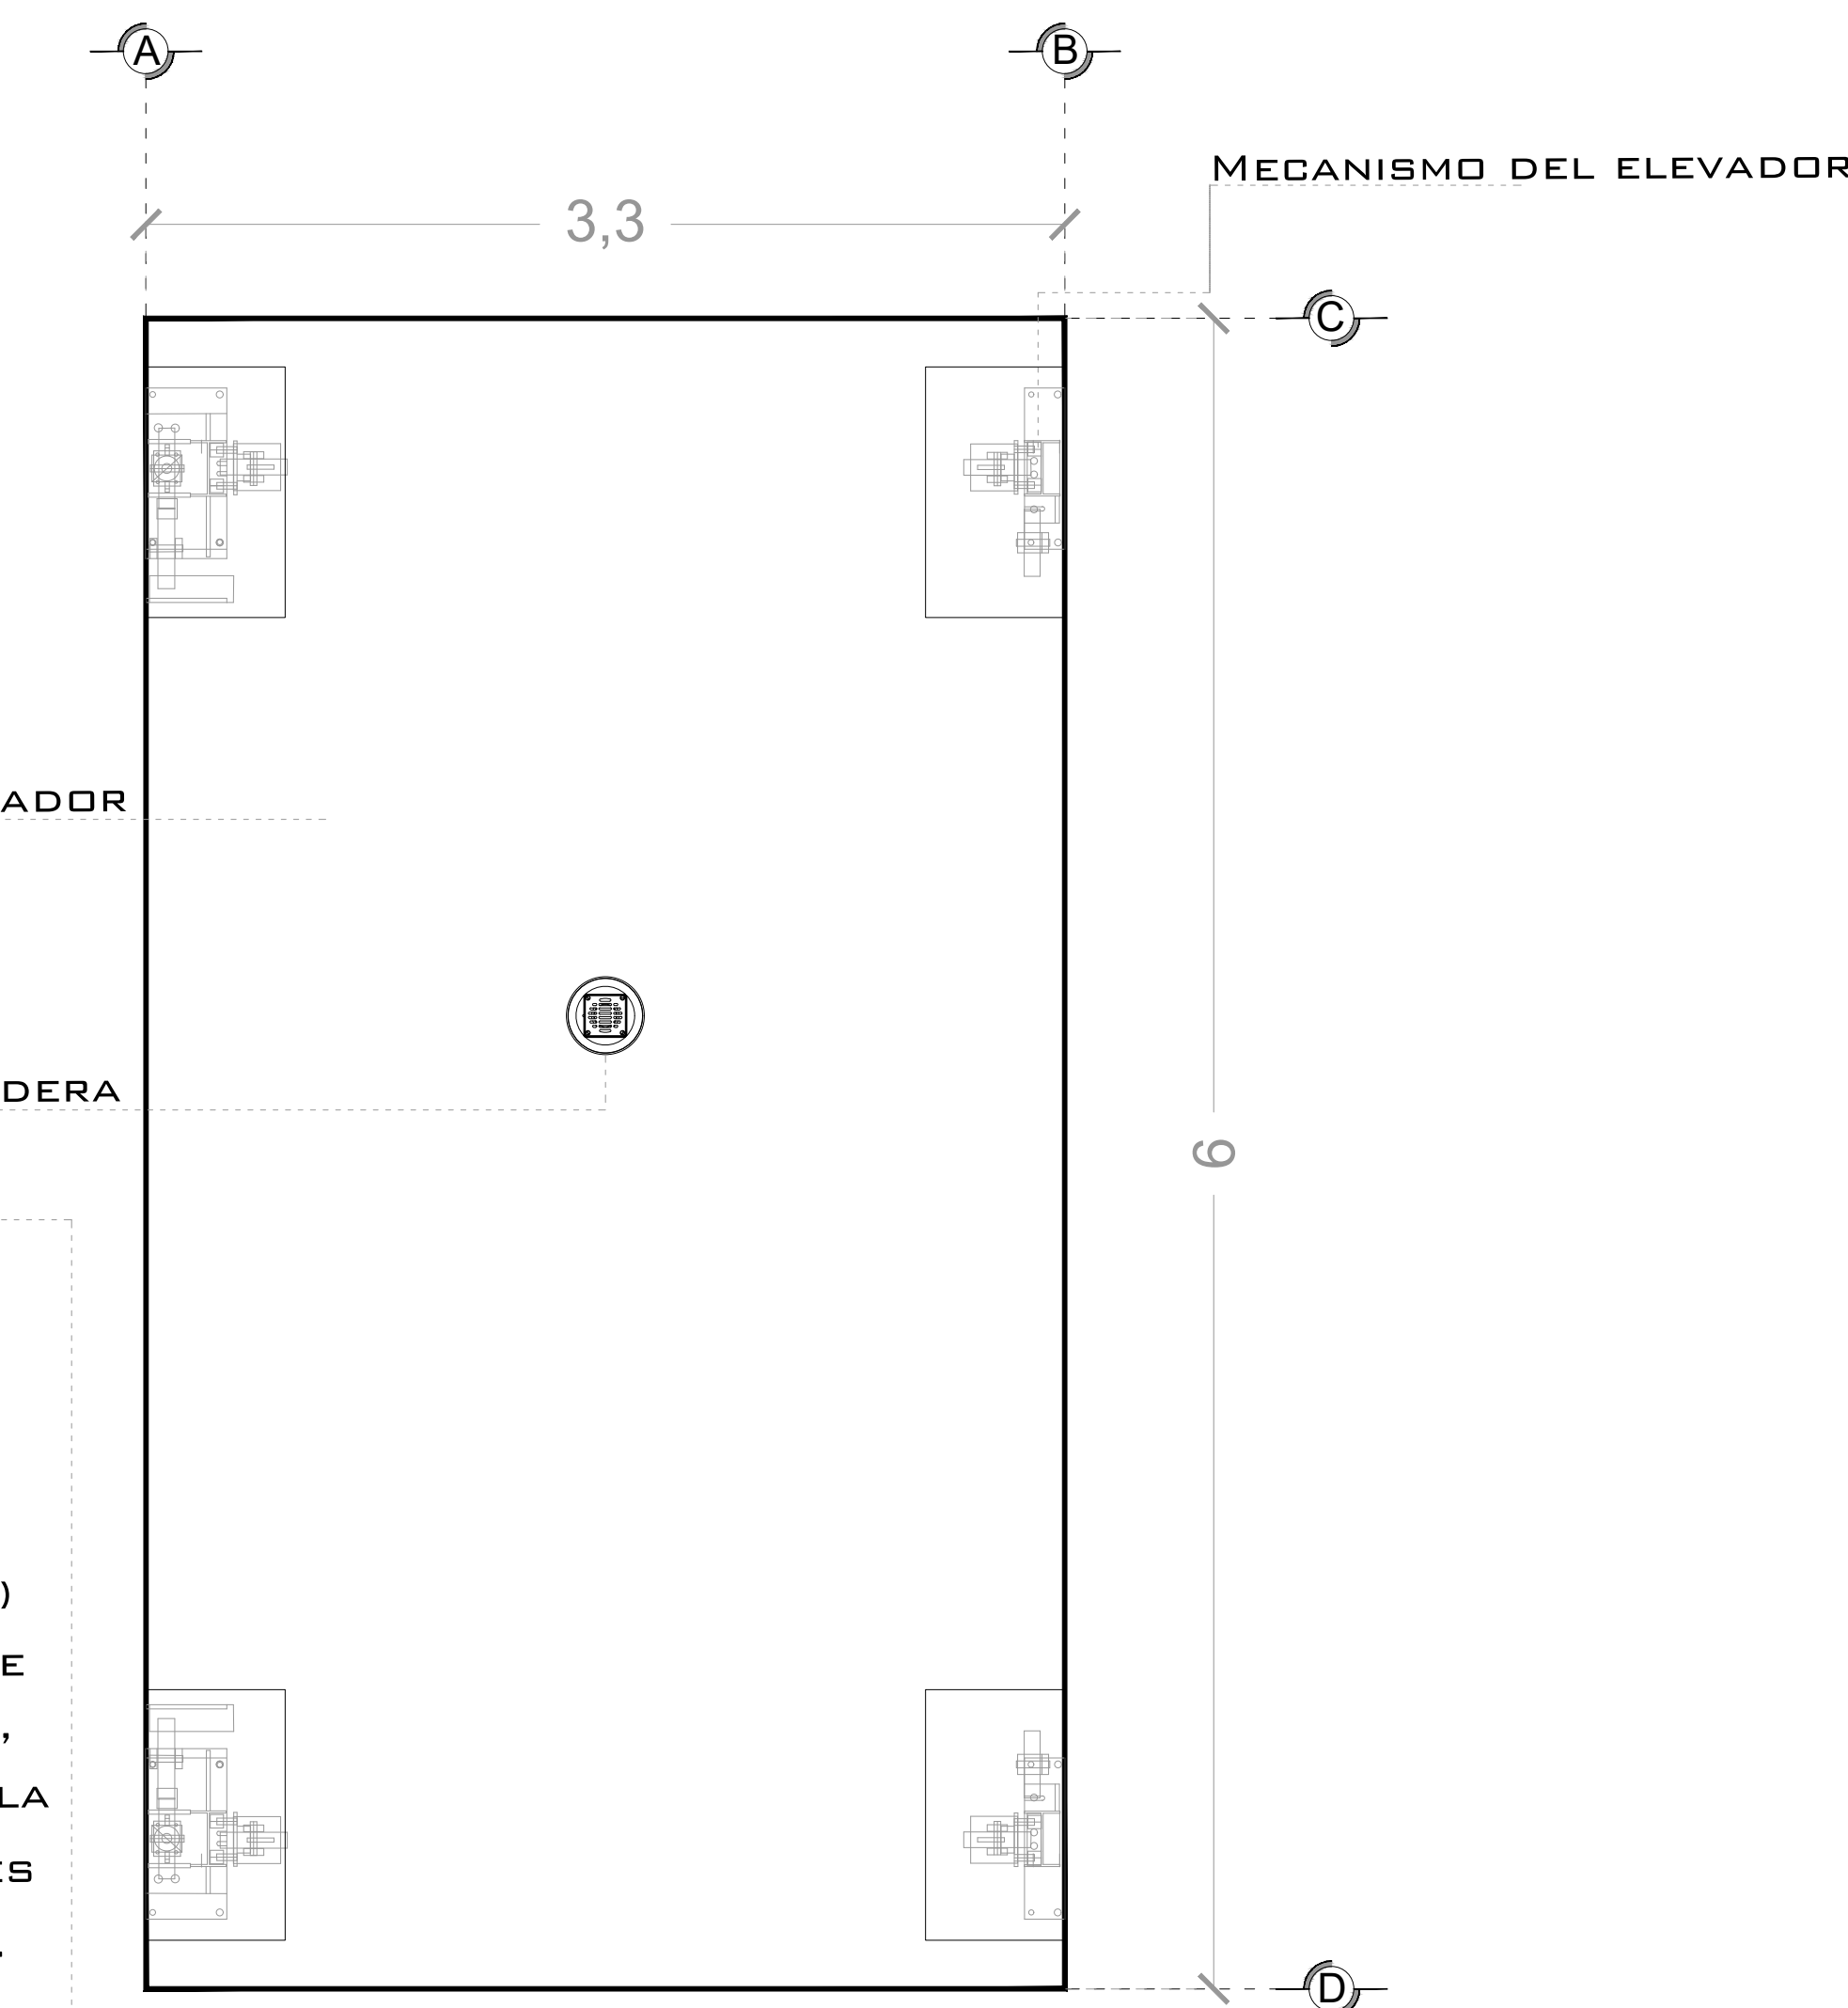 A
B
MECANISMO DEL ELEVADOR
3,3
C
ADOR
DERA
6
)
E
,
LA
ES
.
D